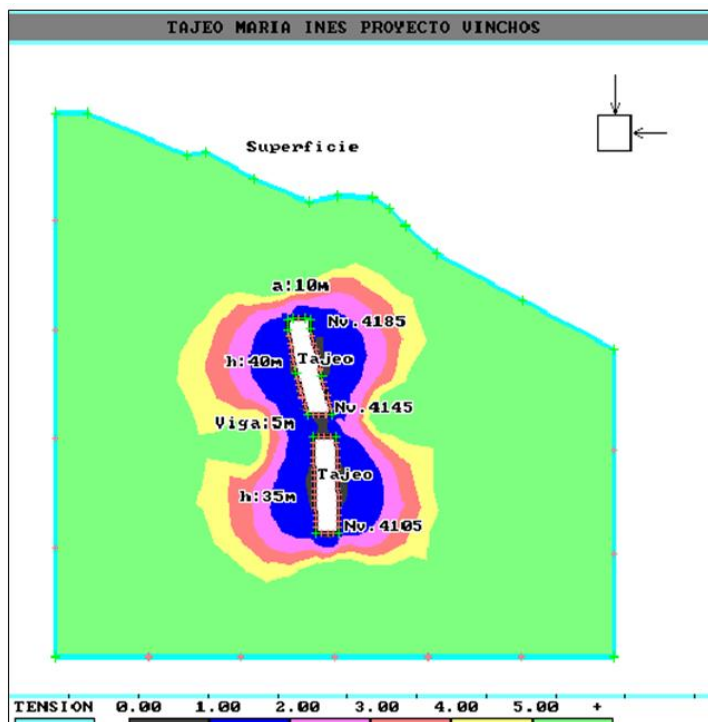 TAJEO MARIA INES PROYECTO VINCHOS
Superficie
a:10m
Nv.4185
h:40m
Tajeo
Nv.4145
Viga:5m
Tajeo
h:35m
Nv.4105
TENSION 0.00 1.00 2.00 3.00 4.00 5.00 +